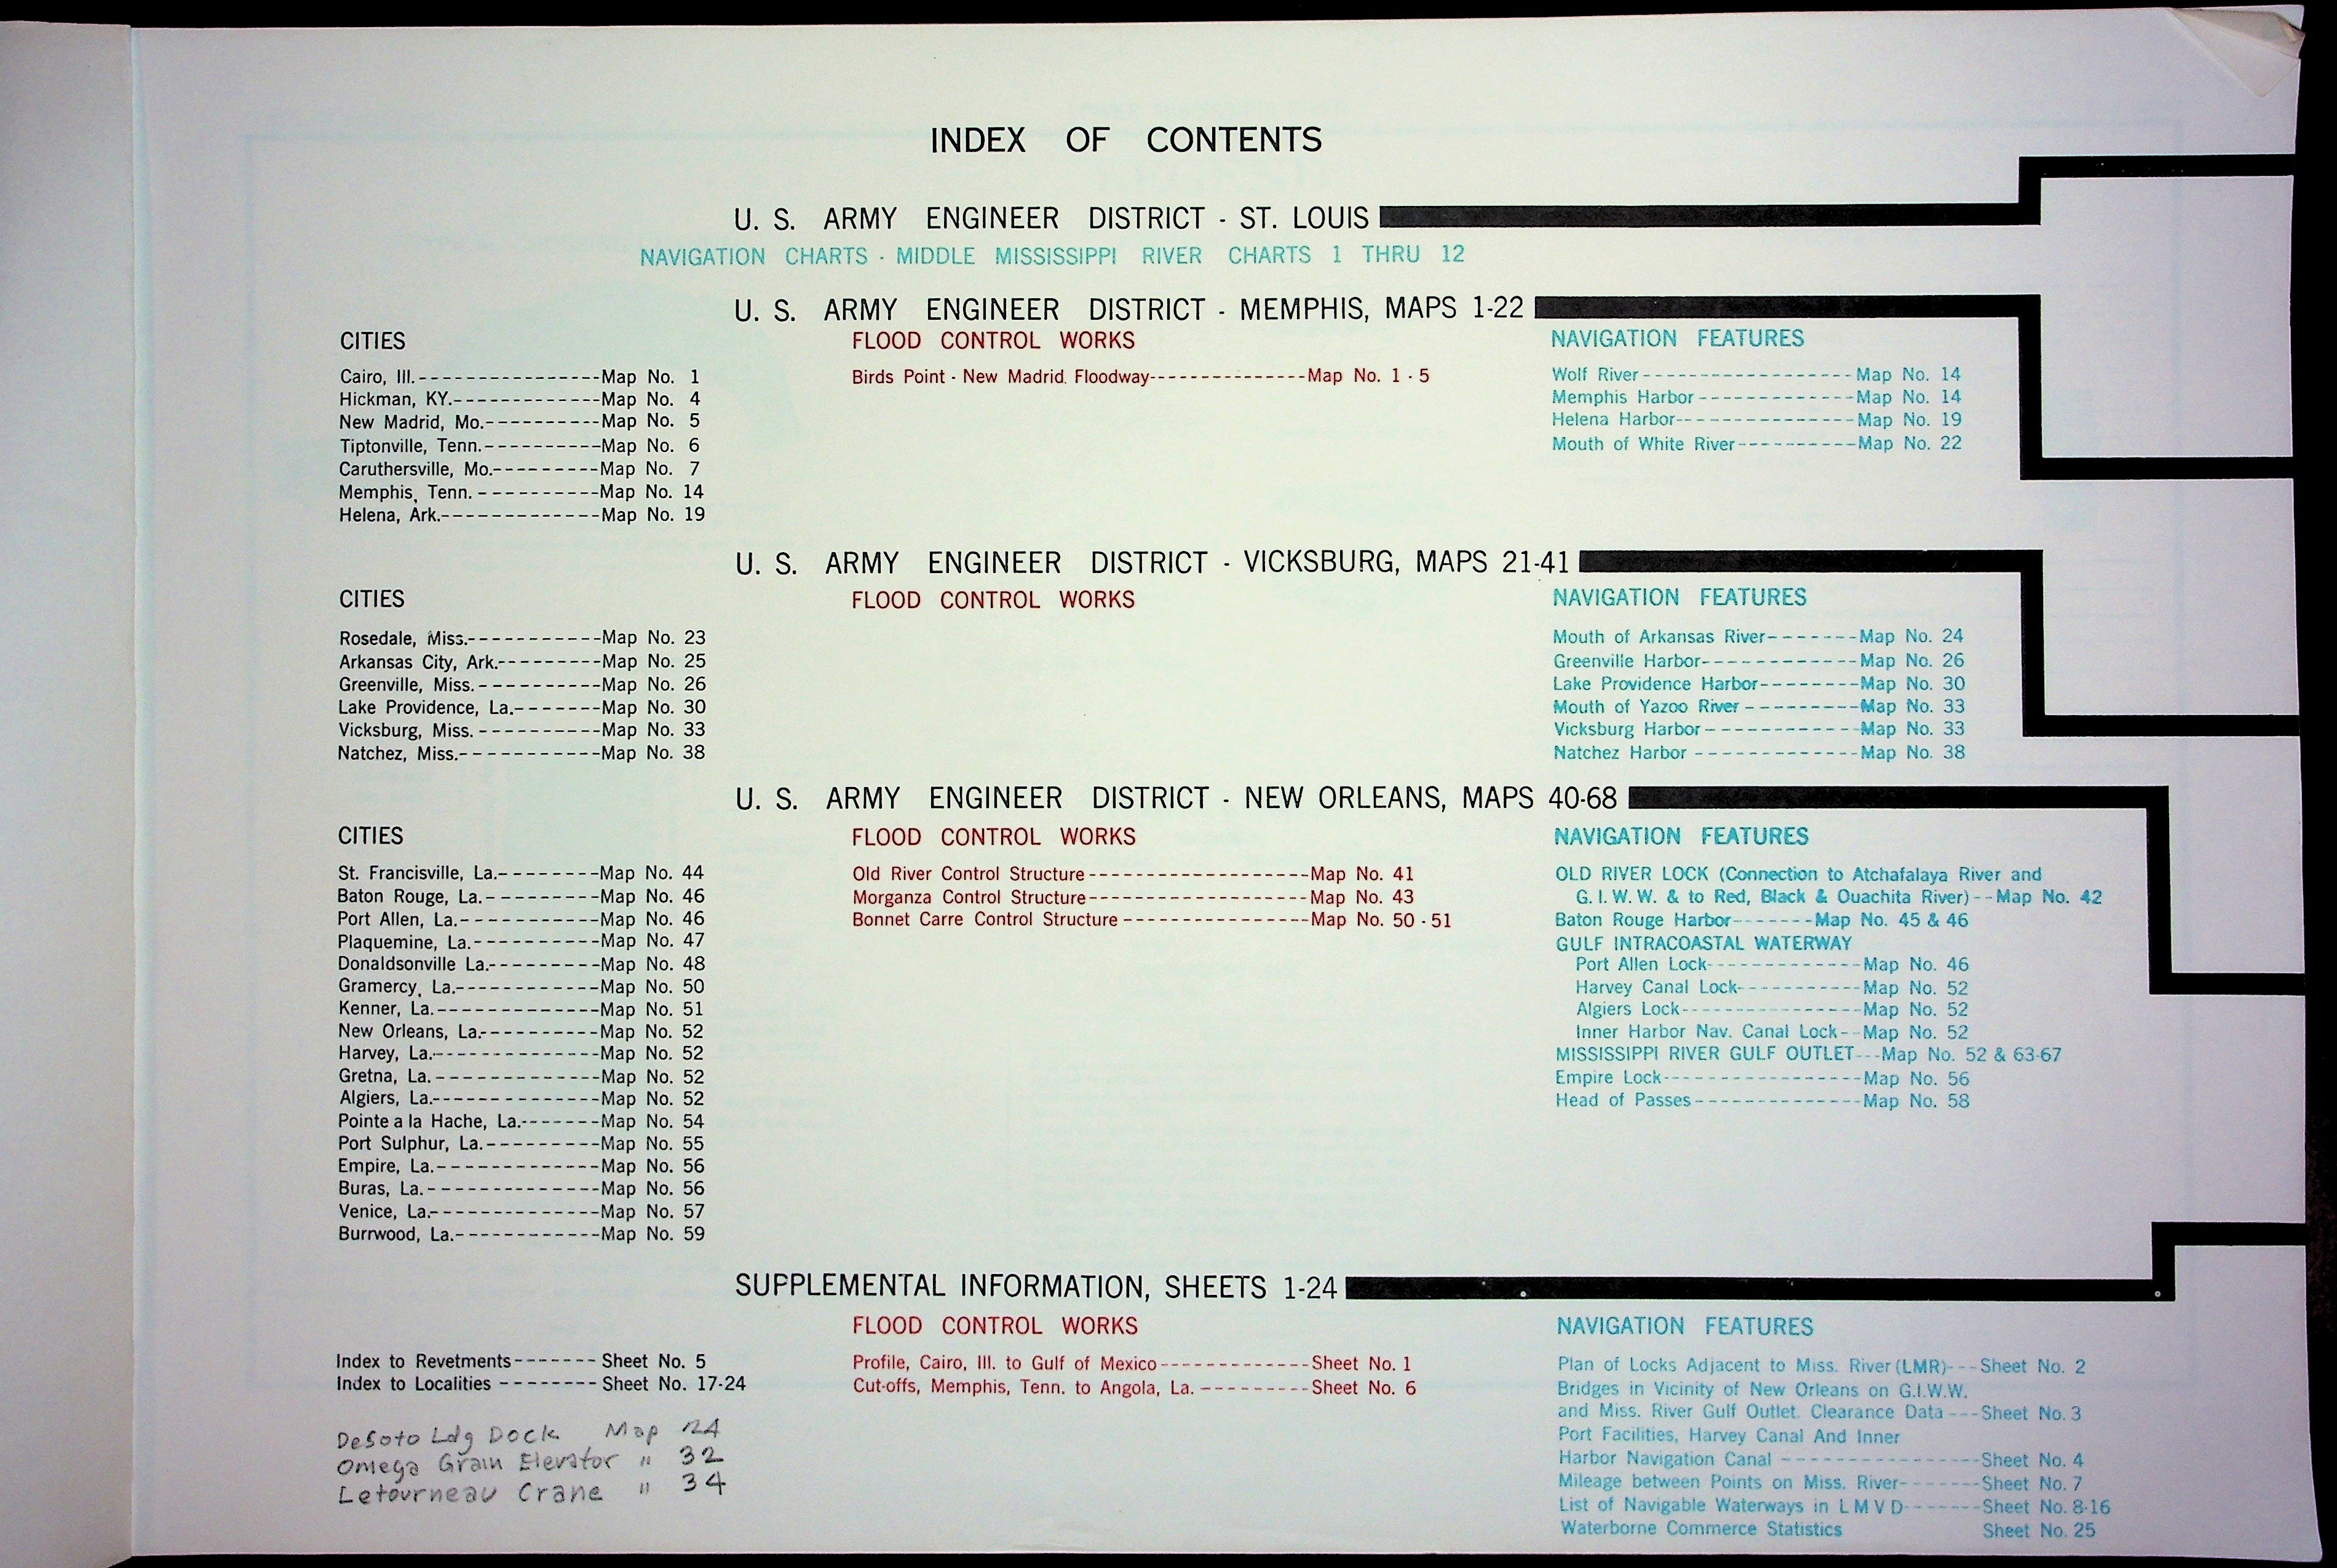 INDEX OF CONTENTS
U. S. ARMY ENGINEER DISTRICT - ST. LOUIS
NAVIGATION CHARTS - MIDDLE MISSISSIPPI RIVER CHARTS 1 THRU 12
U. S. ARMY ENGINEER DISTRICT - MEMPHIS, MAPS 1-22
CITIES
Cairo, Ill.----------------Map No. 1
Hickman, KY.-------------Map No. 4
New Madrid, Mo.----------Map No. 5
Tiptonville, Tenn.----------Map No. 6
Caruthersville, Mo.---------Map No. 7
Memphis, Tenn. ----------Map No. 14
Helena, Ark.--------------Map No. 19
FLOOD CONTROL WORKS
Birds Point - New Madrid. Floodway---------------Map No. 1 - 5
NAVIGATION FEATURES
Wolf River------------------Map No. 14
Memphis Harbor-------------Map No. 14
Helena Harbor---------------Map No. 19
Mouth of White River----------Map No. 22
U. S. ARMY ENGINEER DISTRICT - VICKSBURG, MAPS 21-41
CITIES
Rosedale, Miss.-----------Map No. 23
Arkansas City, Ark.---------Map No. 25
Greenville, Miss.----------Map No. 26
Lake Providence, La.-------Map No. 30
Vicksburg, Miss.----------Map No. 33
Natchez, Miss.------------Map No. 38
FLOOD CONTROL WORKS
NAVIGATION FEATURES
Mouth of Arkansas River-------Map No. 24
Greenville Harbor-------------Map No. 26
Lake Providence Harbor--------Map No. 30
Mouth of Yazoo River---------Map No. 33
Vicksburg Harbor-------------Map No. 33
Natchez Harbor -------------Map No. 38
U. S. ARMY ENGINEER DISTRICT - NEW ORLEANS, MAPS 40-68
CITIES
St. Francisville, La.--------Map No. 44
Baton Rouge, La.----------Map No. 46
Port Allen, La.------------Map No. 46
Plaquemine, La.-----------Map No. 47
Donaldsonville La.---------Map No. 48
Gramercy, La.------------Map No. 50
Kenner, La.--------------Map No. 51
New Orleans, La.----------Map No. 52
Harvey, La.--------------Map No. 52
Gretna, La.--------------Map No. 52
Algiers, La.--------------Map No. 52
Pointe a la Hache, La.-------Map No. 54
Port Sulphur, La.---------Map No. 55
Empire, La.--------------Map No. 56
Buras, La.---------------Map No. 56
Venice, La.--------------Map No. 57
Burrwood, La.------------Map No. 59
FLOOD CONTROL WORKS
Old River Control Structure-------------------Map No. 41
Morganza Control Structure-------------------Map No. 43
Bonnet Carre Control Structure----------------Map No. 50 - 51
NAVIGATION FEATURES
OLD RIVER LOCK (Connection to Atchafalaya River and
G. I. W. W. & to Red, Black & Ouachita River)--Map No. 42
Baton Rouge Harbor-------Map No. 45 & 46
GULF INTRACOASTAL WATERWAY
Port Allen Lock-------------Map No. 46
Harvey Canal Lock-----------Map No. 52
Algiers Lock---------------Map No. 52
Inner Harbor Nav. Canal Lock--Map No. 52
MISSISSIPPI RIVER GULF OUTLET---Map No. 52 & 63-67
Empire Lock-----------------Map No. 56
Head of Passes--------------Map No. 58
SUPPLEMENTAL INFORMATION, SHEETS 1-24
Index to Revetments------- Sheet No. 5
Index to Localities -------- Sheet No. 17-24
FLOOD CONTROL WORKS
Profile, Cairo, Ill. to Gulf of Mexico-------------Sheet No. 1
Cut-offs, Memphis, Tenn. to Angola, La. ---------Sheet No. 6
NAVIGATION FEATURES
Plan of Locks Adjacent to Miss. River (LMR)---Sheet No. 2
Bridges in Vicinity of New Orleans on G.I.W.W.
and Miss. River Gulf Outlet. Clearance Data---Sheet No. 3
Port Facilities, Harvey Canal And Inner
Harbor Navigation Canal -----------------Sheet No. 4
Mileage between Points on Miss. River-------Sheet No. 7
List of Navigable Waterways in L M V D-------Sheet No. 8-16
Waterborne Commerce Statistics Sheet No. 25
DeSoto Ldg Dock Map 24
Omega Grain Elevator " 32
Letourneau Crane " 34